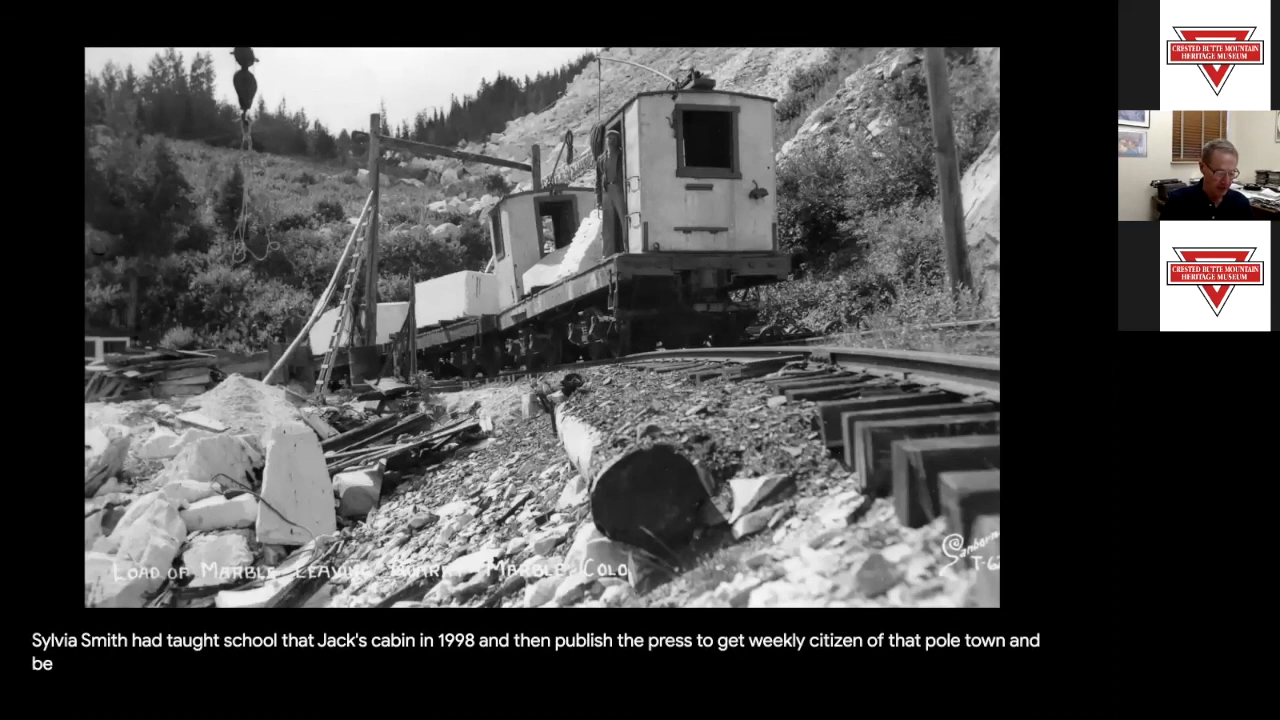 CRESTED BUTTE MOUNTAIN
HERITAGE MUSEUM
CRESTED BUTTE MOUNTAIN
HERITAGE MUSEUM
LOAD OF MARBLE LEAVING QUARRY - MARBLE, COLO.
Sanborn
Sylvia Smith had taught school that Jack's cabin in 1998 and then publish the press to get weekly citizen of that pole town and
be